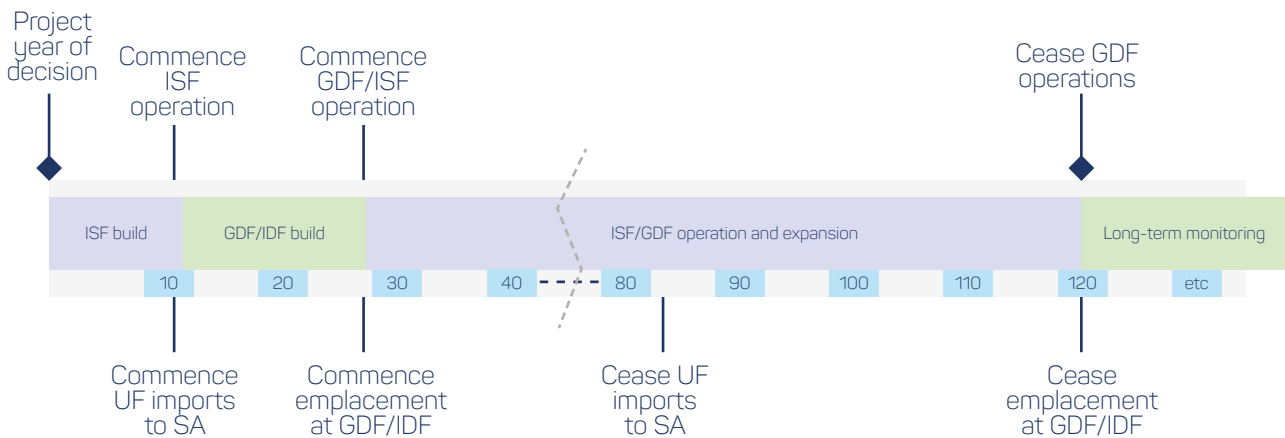 Project
year of
decision
Commence
ISF
operation
Commence
GDF/ISF
operation
Cease GDF
operations
ISF build
GDF/IDF build
ISF/GDF operation and expansion
Long-term monitoring
10
20
30
40
80
90
100
110
120
etc
Commence
UF imports
to SA
Commence
emplacement
at GDF/IDF
Cease UF
imports
to SA
Cease
emplacement
at GDF/IDF